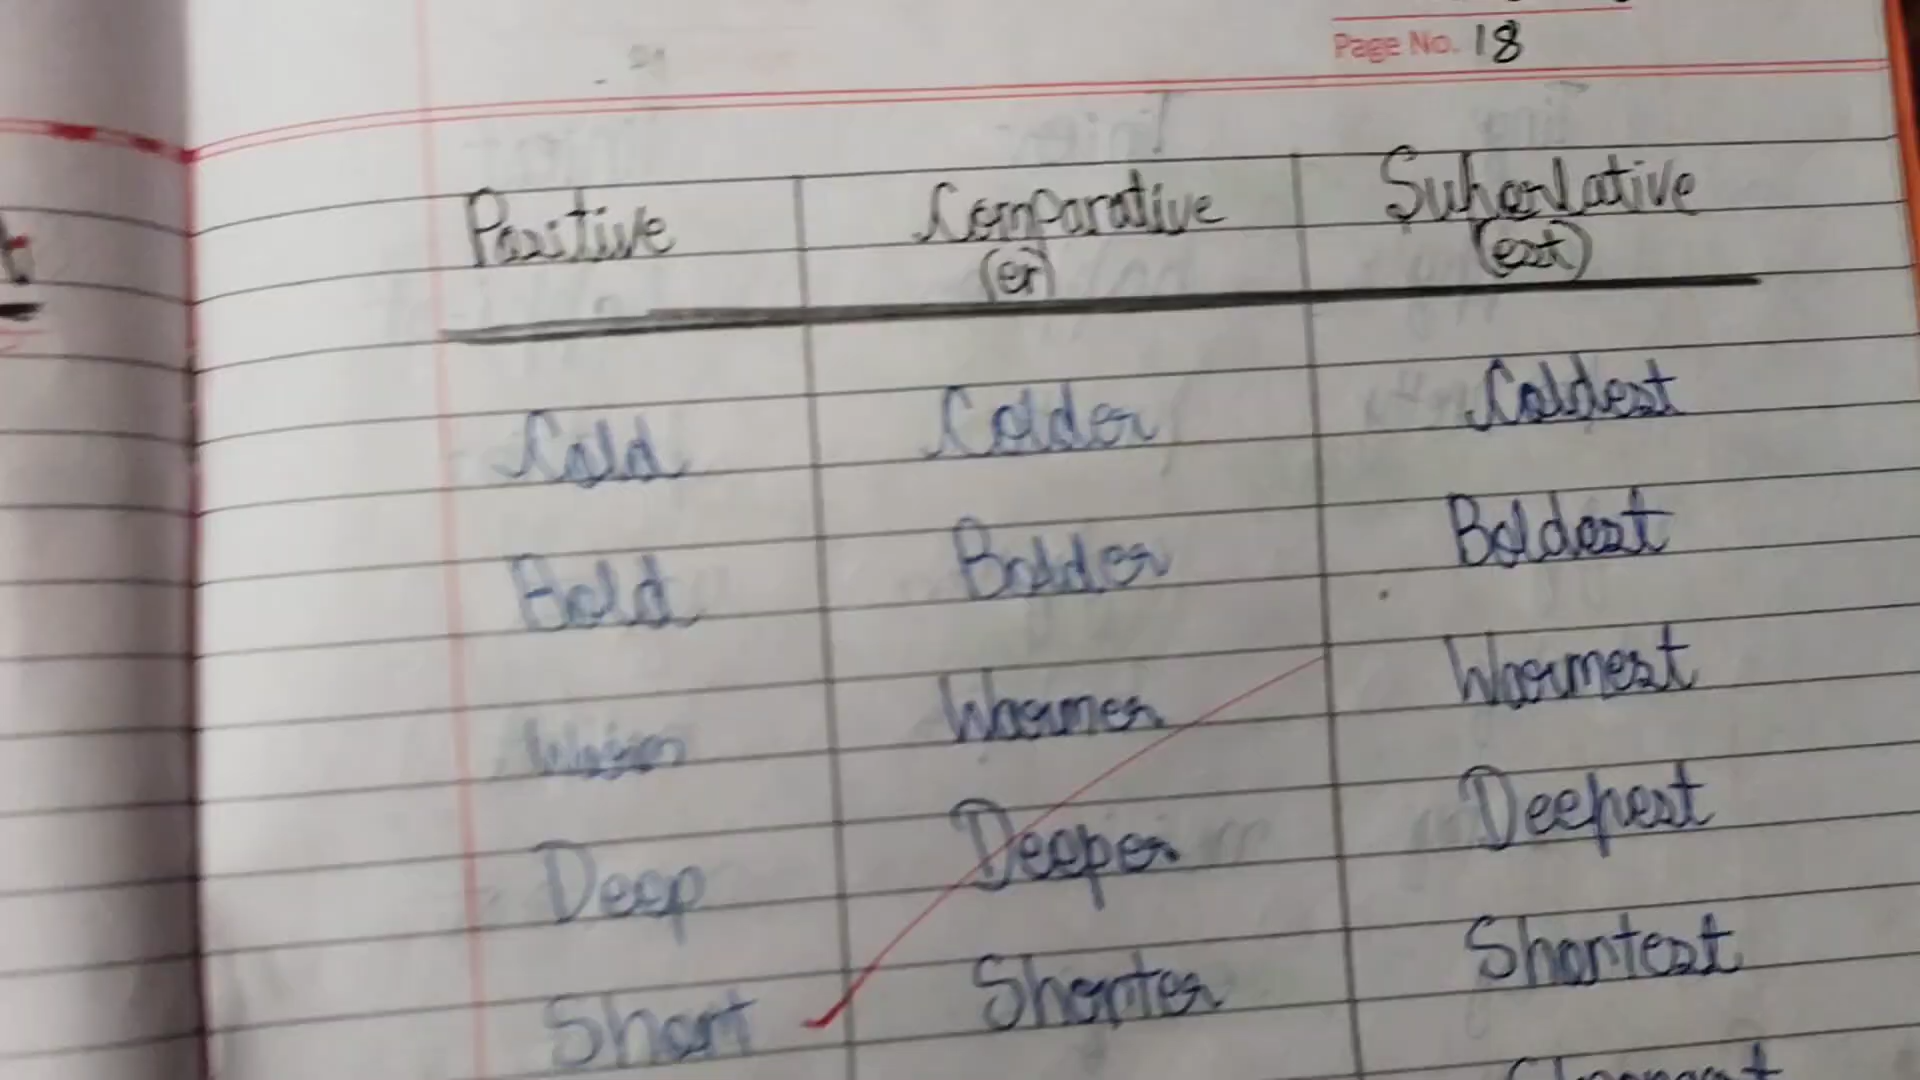 Page No. 18
Positive Comparative Superlative
(er) (est)
Cold Colder Coldest
Bold Bolder Boldest
Warm Warmer Warmest
Deep Deeper Deepest
Short Shorter Shortest